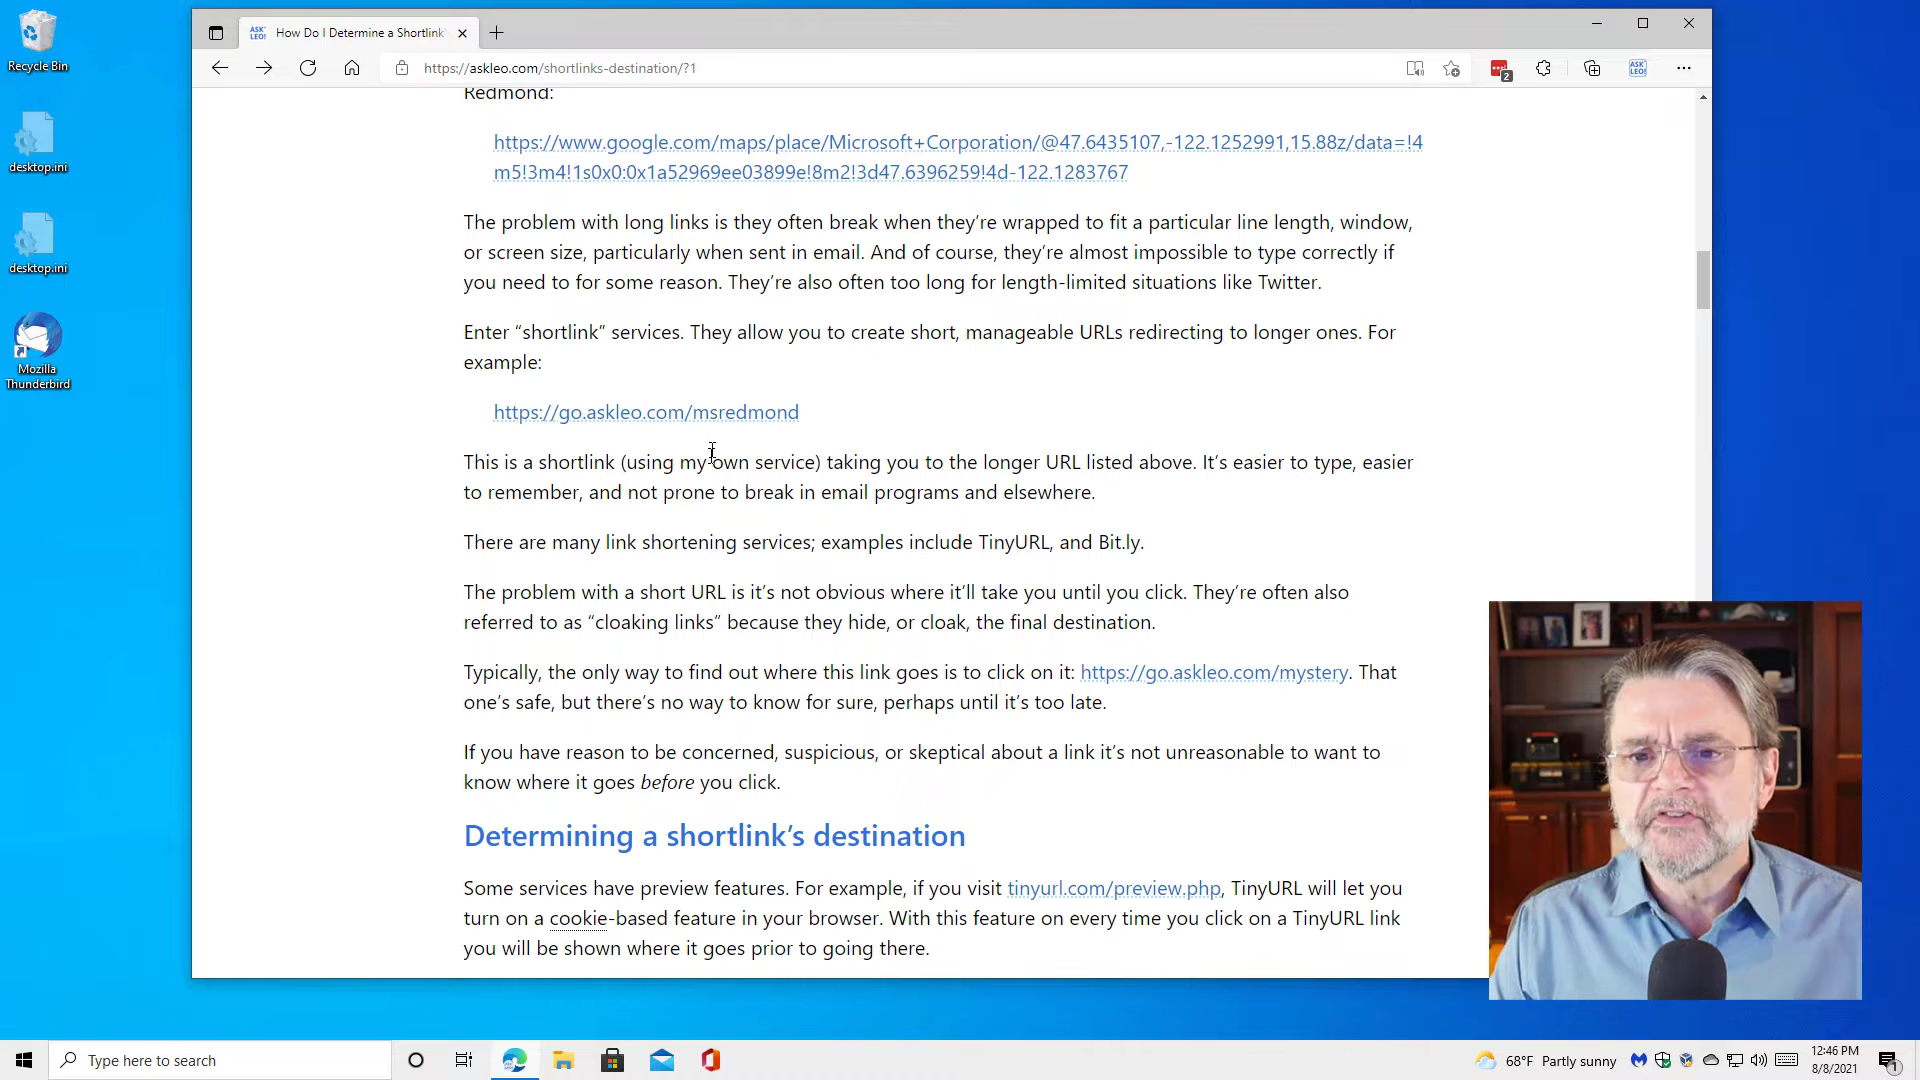 Recycle Bin
desktop.ini
desktop.ini
Mozilla
Thunderbird
ASK LEO!
How Do I Determine a Shortlink'
https://askleo.com/shortlinks-destination/?1
2
ASK LEO!
Redmond:
https://www.google.com/maps/place/Microsoft+Corporation/@47.6435107,-122.1252991,15.88z/data=!4
m5!3m4!1s0x0:0x1a52969ee03899e!8m2!3d47.6396259!4d-122.1283767
The problem with long links is they often break when they’re wrapped to fit a particular line length, window,
or screen size, particularly when sent in email. And of course, they’re almost impossible to type correctly if
you need to for some reason. They’re also often too long for length-limited situations like Twitter.
Enter “shortlink” services. They allow you to create short, manageable URLs redirecting to longer ones. For
example:
https://go.askleo.com/msredmond
This is a shortlink (using my own service) taking you to the longer URL listed above. It’s easier to type, easier
to remember, and not prone to break in email programs and elsewhere.
There are many link shortening services; examples include TinyURL, and Bit.ly.
The problem with a short URL is it’s not obvious where it’ll take you until you click. They’re often also
referred to as “cloaking links” because they hide, or cloak, the final destination.
Typically, the only way to find out where this link goes is to click on it: https://go.askleo.com/mystery. That
one’s safe, but there’s no way to know for sure, perhaps until it’s too late.
If you have reason to be concerned, suspicious, or skeptical about a link it’s not unreasonable to want to
know where it goes before you click.
Determining a shortlink’s destination
Some services have preview features. For example, if you visit tinyurl.com/preview.php, TinyURL will let you
turn on a cookie-based feature in your browser. With this feature on every time you click on a TinyURL link
you will be shown where it goes prior to going there.
Type here to search
68°F Partly sunny
12:46 PM
8/8/2021
1